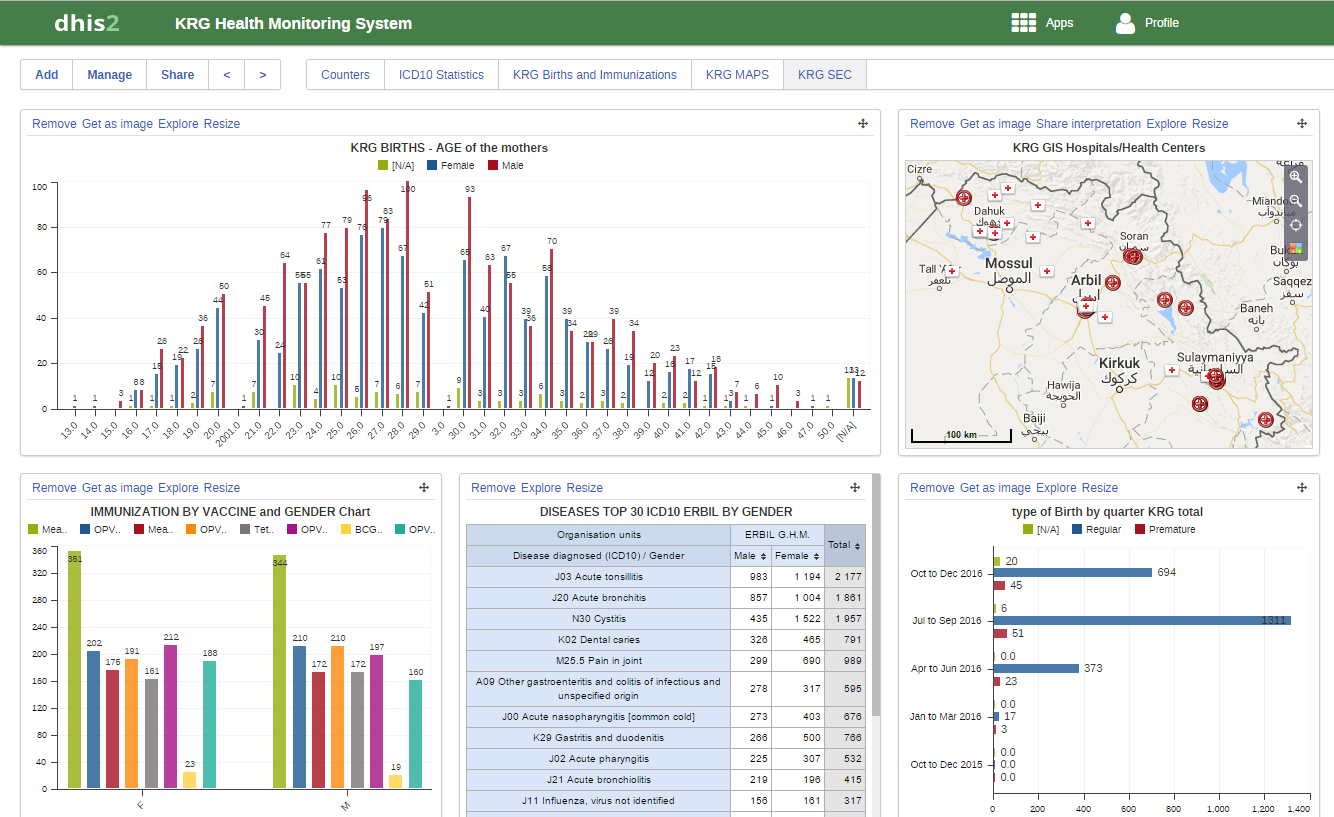 dhis2 KRG Health Monitoring System Apps Profile
Add Manage Share < > Counters ICD10 Statistics KRG Births and Immunizations KRG MAPS KRG SEC
Remove Get as image Explore Resize
KRG BIRTHS - AGE of the mothers
[N/A] Female Male
100
80
60
40
20
0
13.0 14.0 15.0 16.0 17.0 18.0 19.0 20.0 2001.0 21.0 22.0 23.0 24.0 25.0 26.0 27.0 28.0 29.0 3.0 30.0 31.0 32.0 33.0 34.0 35.0 36.0 37.0 38.0 39.0 40.0 41.0 42.0 43.0 44.0 45.0 46.0 47.0 50.0 [N/A]
Remove Get as image Share interpretation Explore Resize
KRG GIS Hospitals/Health Centers
Cizre
Dahuk
Soran
Mossul
الموصل
Arbil
Kirkuk
كركوك
Sulaymaniyya
Hawija
الحويجة
Baiji
بيجي
Baneh
بانه
Saqqez
سقز
100 km
Remove Get as image Explore Resize
IMMUNIZATION BY VACCINE and GENDER Chart
Mea.. OPV.. Mea.. OPV.. Tet.. OPV.. BCG.. OPV..
360
320
280
240
200
160
120
80
40
0
351 202 175 191 161 212 23 188
344 210 172 210 172 197 19 160
F M
Remove Explore Resize
DISEASES TOP 30 ICD10 ERBIL BY GENDER
Organisation units ERBIL G.H.M. Total
Disease diagnosed (ICD10) / Gender Male Female
J03 Acute tonsillitis 983 1 194 2 177
J20 Acute bronchitis 857 1 004 1 861
N30 Cystitis 435 1 522 1 957
K02 Dental caries 326 465 791
M25.5 Pain in joint 299 690 989
A09 Other gastroenteritis and colitis of infectious and
unspecified origin 278 317 595
J00 Acute nasopharyngitis [common cold] 273 403 676
K29 Gastritis and duodenitis 266 500 766
J02 Acute pharyngitis 225 307 532
J21 Acute bronchiolitis 219 196 415
J11 Influenza, virus not identified 156 161 317
Remove Get as image Explore Resize
type of Birth by quarter KRG total
[N/A] Regular Premature
20
Oct to Dec 2016 694
45
6
Jul to Sep 2016 1311
51
0.0
Apr to Jun 2016 373
23
0.0
Jan to Mar 2016 17
3
0.0
Oct to Dec 2015 0.0
0.0
0 200 400 600 800 1,000 1,200 1,400